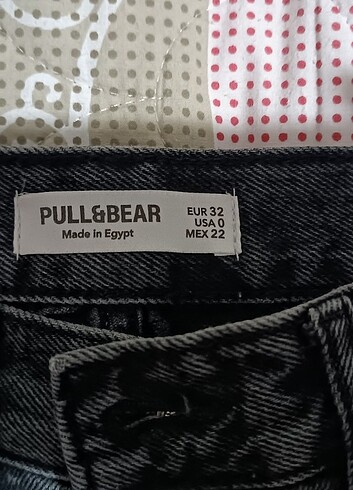 PULL&BEAR
Made in Egypt
EUR 32
USA 0
MEX 22